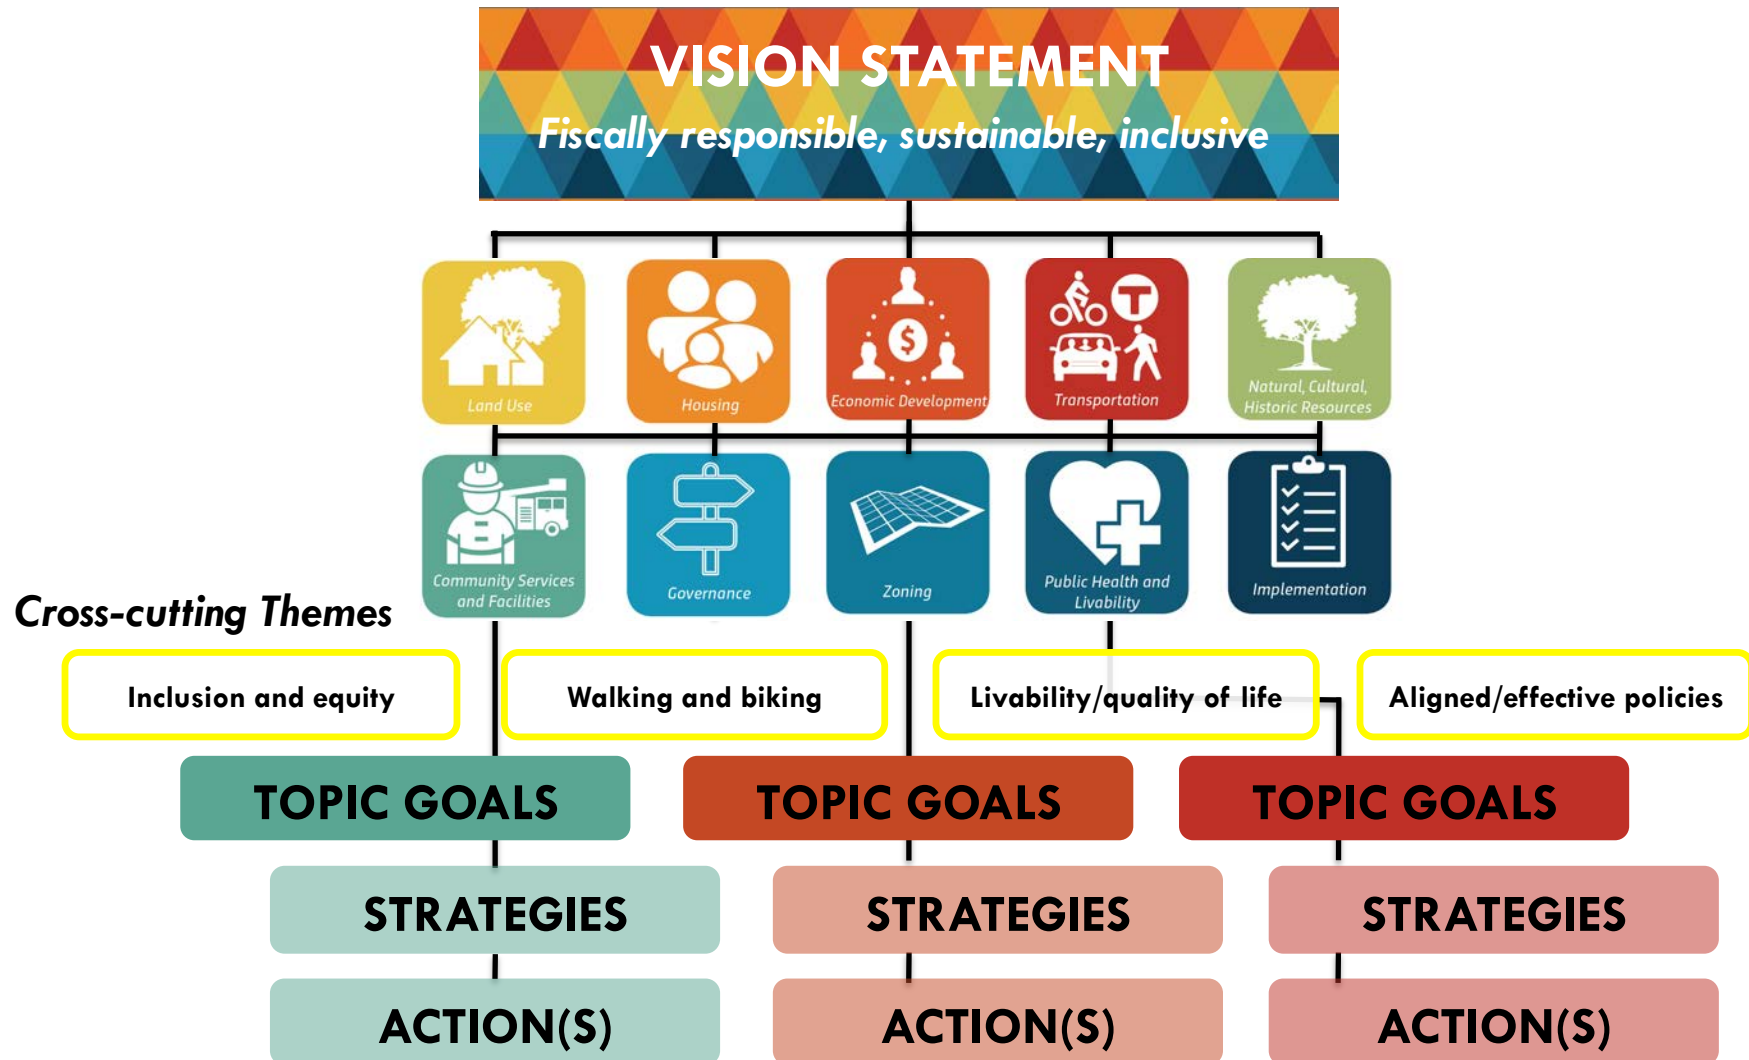 VISION STATEMENT
Fiscally responsible, sustainable, inclusive
Land Use
Housing
Economic Development
$
T
Transportation
Natural, Cultural,
Historic Resources
Community Services
and Facilities
Governance
Zoning
Public Health and
Livability
Implementation
Cross-cutting Themes
Inclusion and equity
Walking and biking
Livability/quality of life
Aligned/effective policies
TOPIC GOALS
TOPIC GOALS
TOPIC GOALS
STRATEGIES
STRATEGIES
STRATEGIES
ACTION(S)
ACTION(S)
ACTION(S)